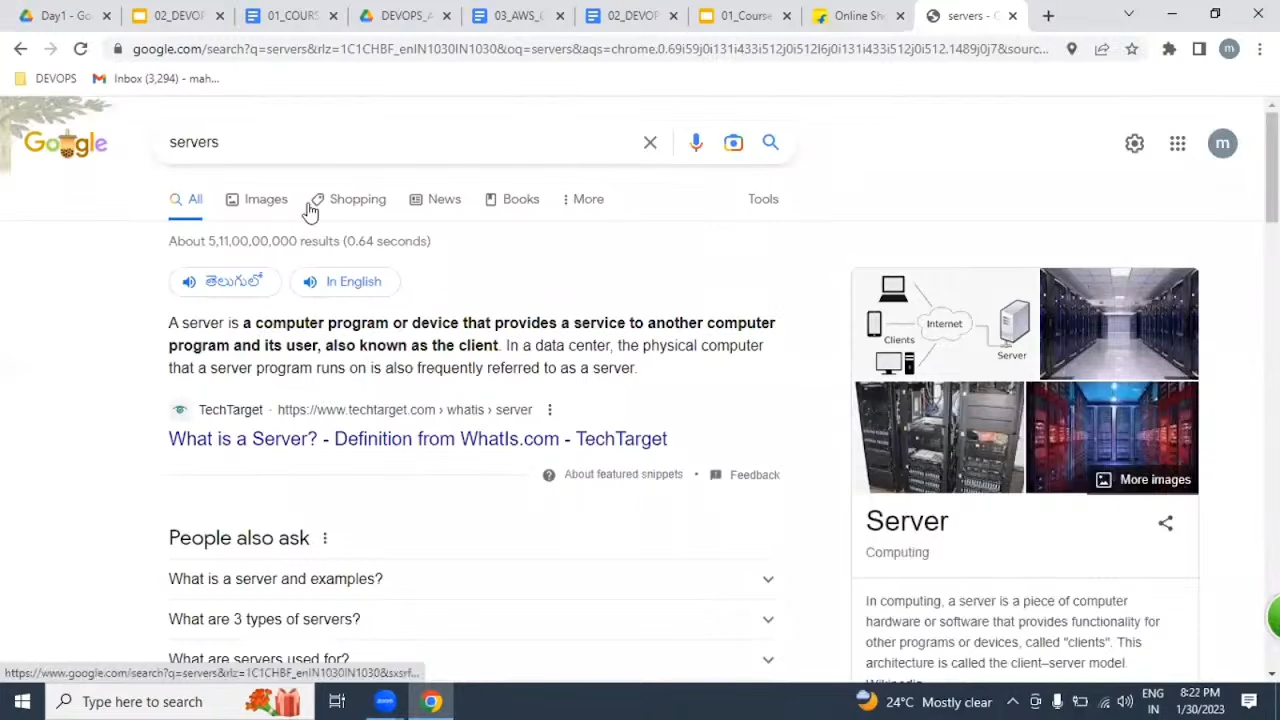 Day1 - Go
02_DEVOP
01_COURS
DEVOPS_A
03_AWS_C
02_DEVOP
01_Course
Online Sh
servers - G
google.com/search?q=servers&rlz=1C1CHBF_enIN1030IN1030&oq=servers&aqs=chrome.0.69i59j0i131i433i512j0i512l6j0i131i433i512j0i512.1489j0j7&sourc...
m
DEVOPS
Inbox (3,294) - mah...
Google
servers
m
All
Images
Shopping
News
Books
More
Tools
About 5,11,00,00,000 results (0.64 seconds)
తెలుగులో
In English
A server is a computer program or device that provides a service to another computer
program and its user, also known as the client. In a data center, the physical computer
that a server program runs on is also frequently referred to as a server.
TechTarget · https://www.techtarget.com › whatis › server
What is a Server? - Definition from WhatIs.com - TechTarget
About featured snippets • Feedback
People also ask
What is a server and examples?
What are 3 types of servers?
What are servers used for?
Internet
Clients
Server
More images
Server
Computing
In computing, a server is a piece of computer
hardware or software that provides functionality for
other programs or devices, called "clients". This
architecture is called the client–server model.
Wikipedia
https://www.google.com/search?q=servers&rlz=1C1CHBF_enIN1030IN1030&sxsrf...
Type here to search
zoom
24°C Mostly clear
ENG
IN
8:22 PM
1/30/2023